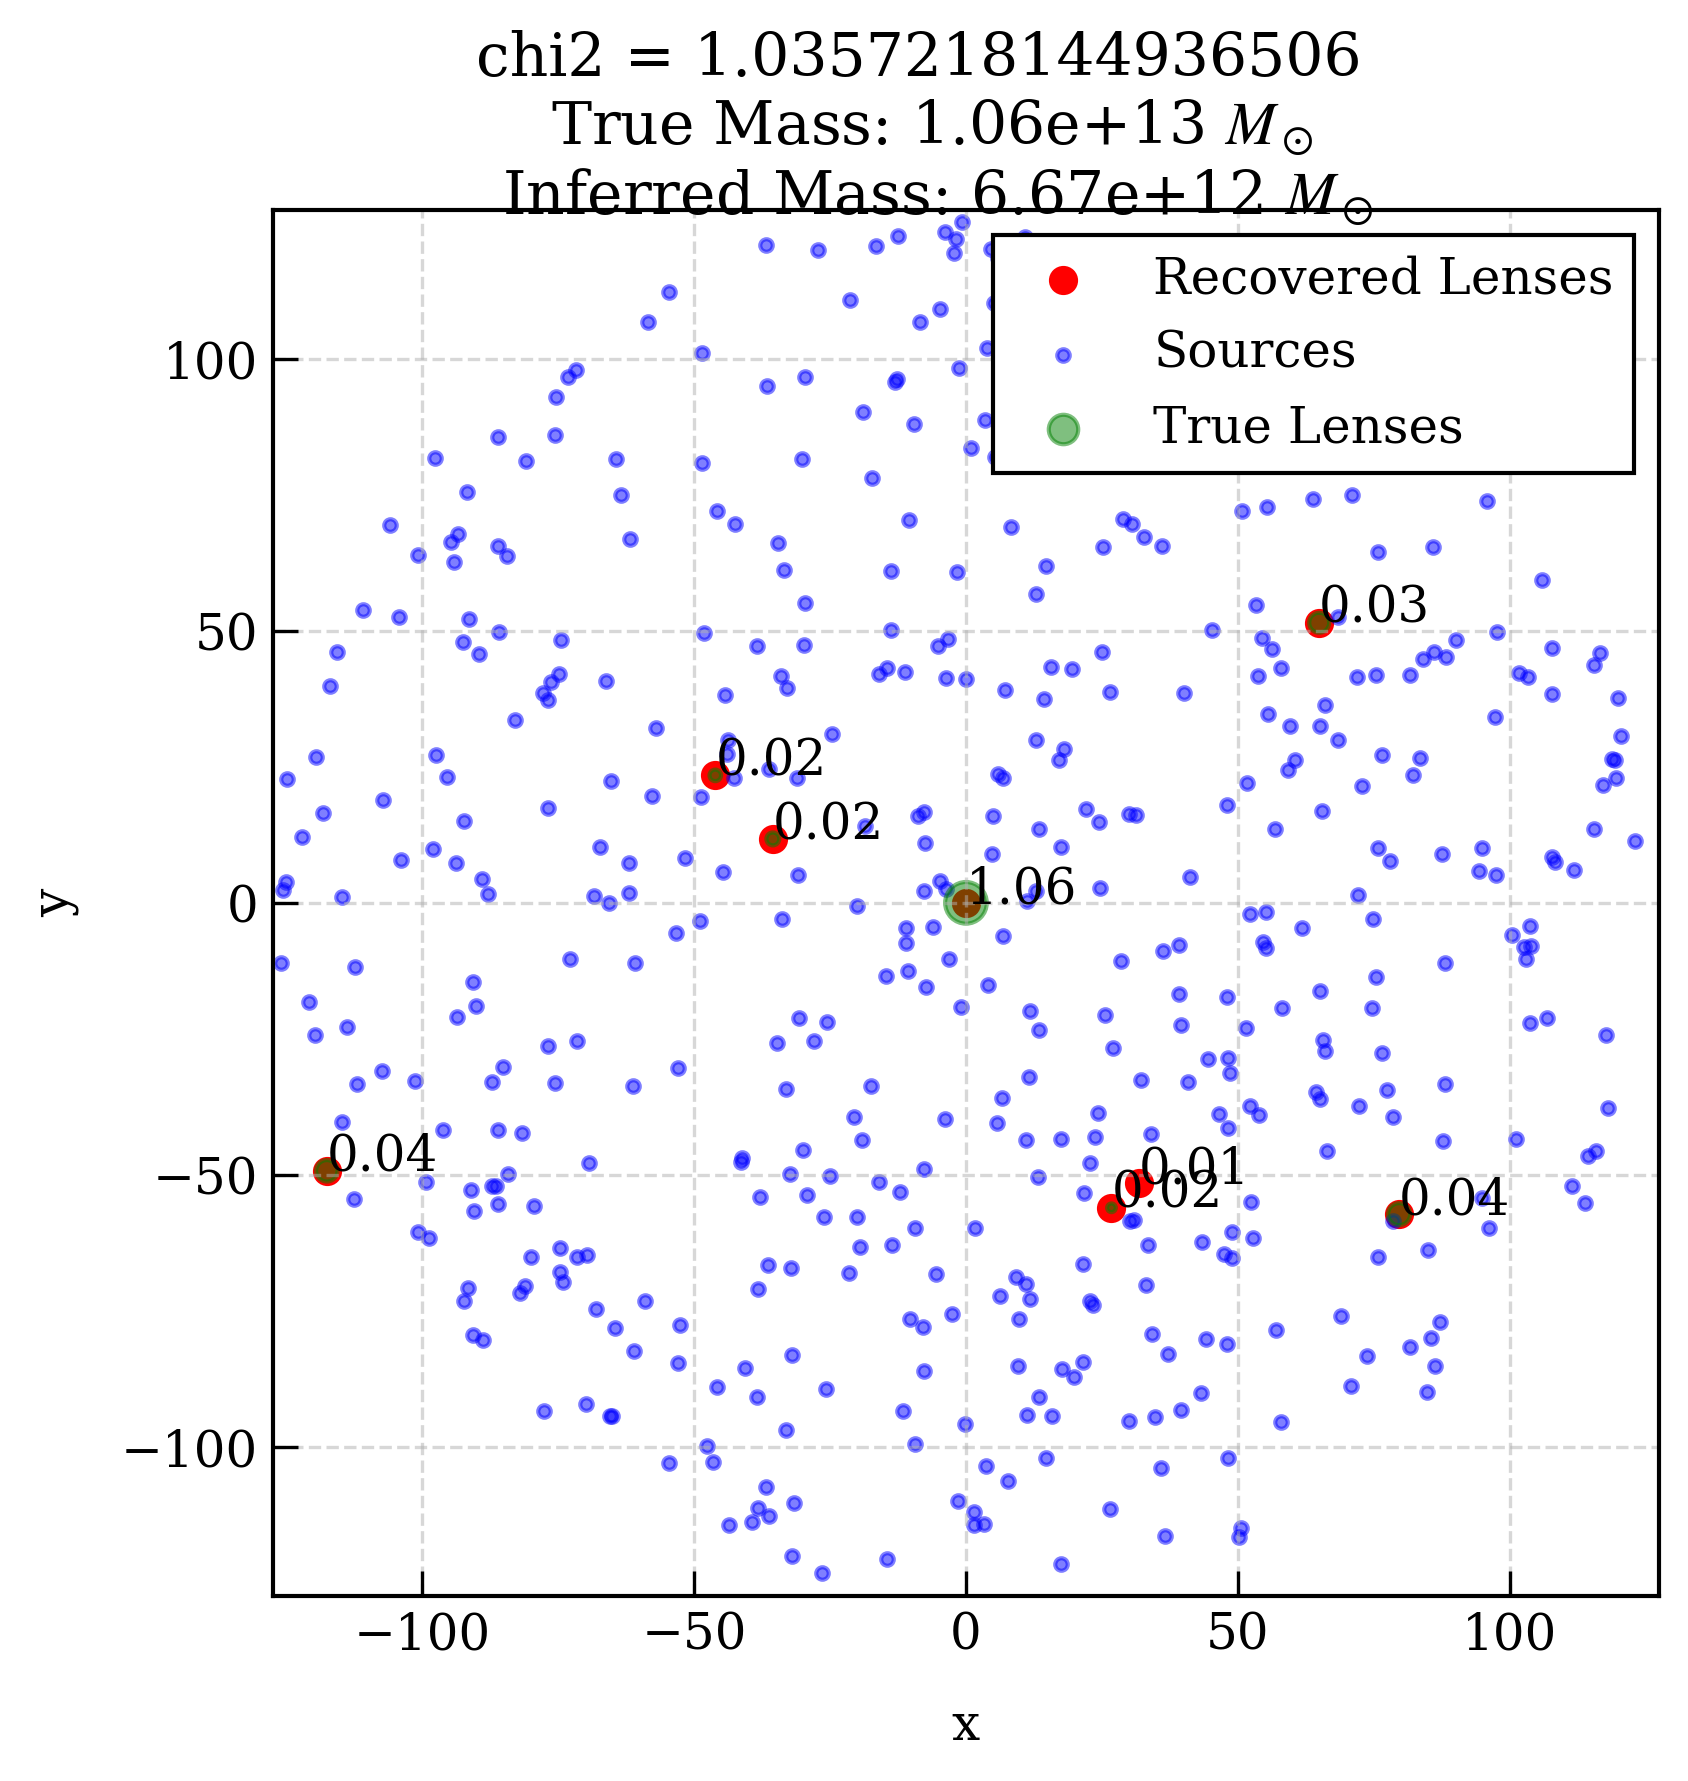 chi2 = 1.0357218144936506
True Mass: 1.06e+13 M⊙
Inferred Mass: 6.67e+12 M⊙
Recovered Lenses
Sources
True Lenses
100
50
0
−50
−100
y
0.03
0.02
0.02
1.06
0.04
0.01
0.02
0.04
−100
−50
0
50
100
x